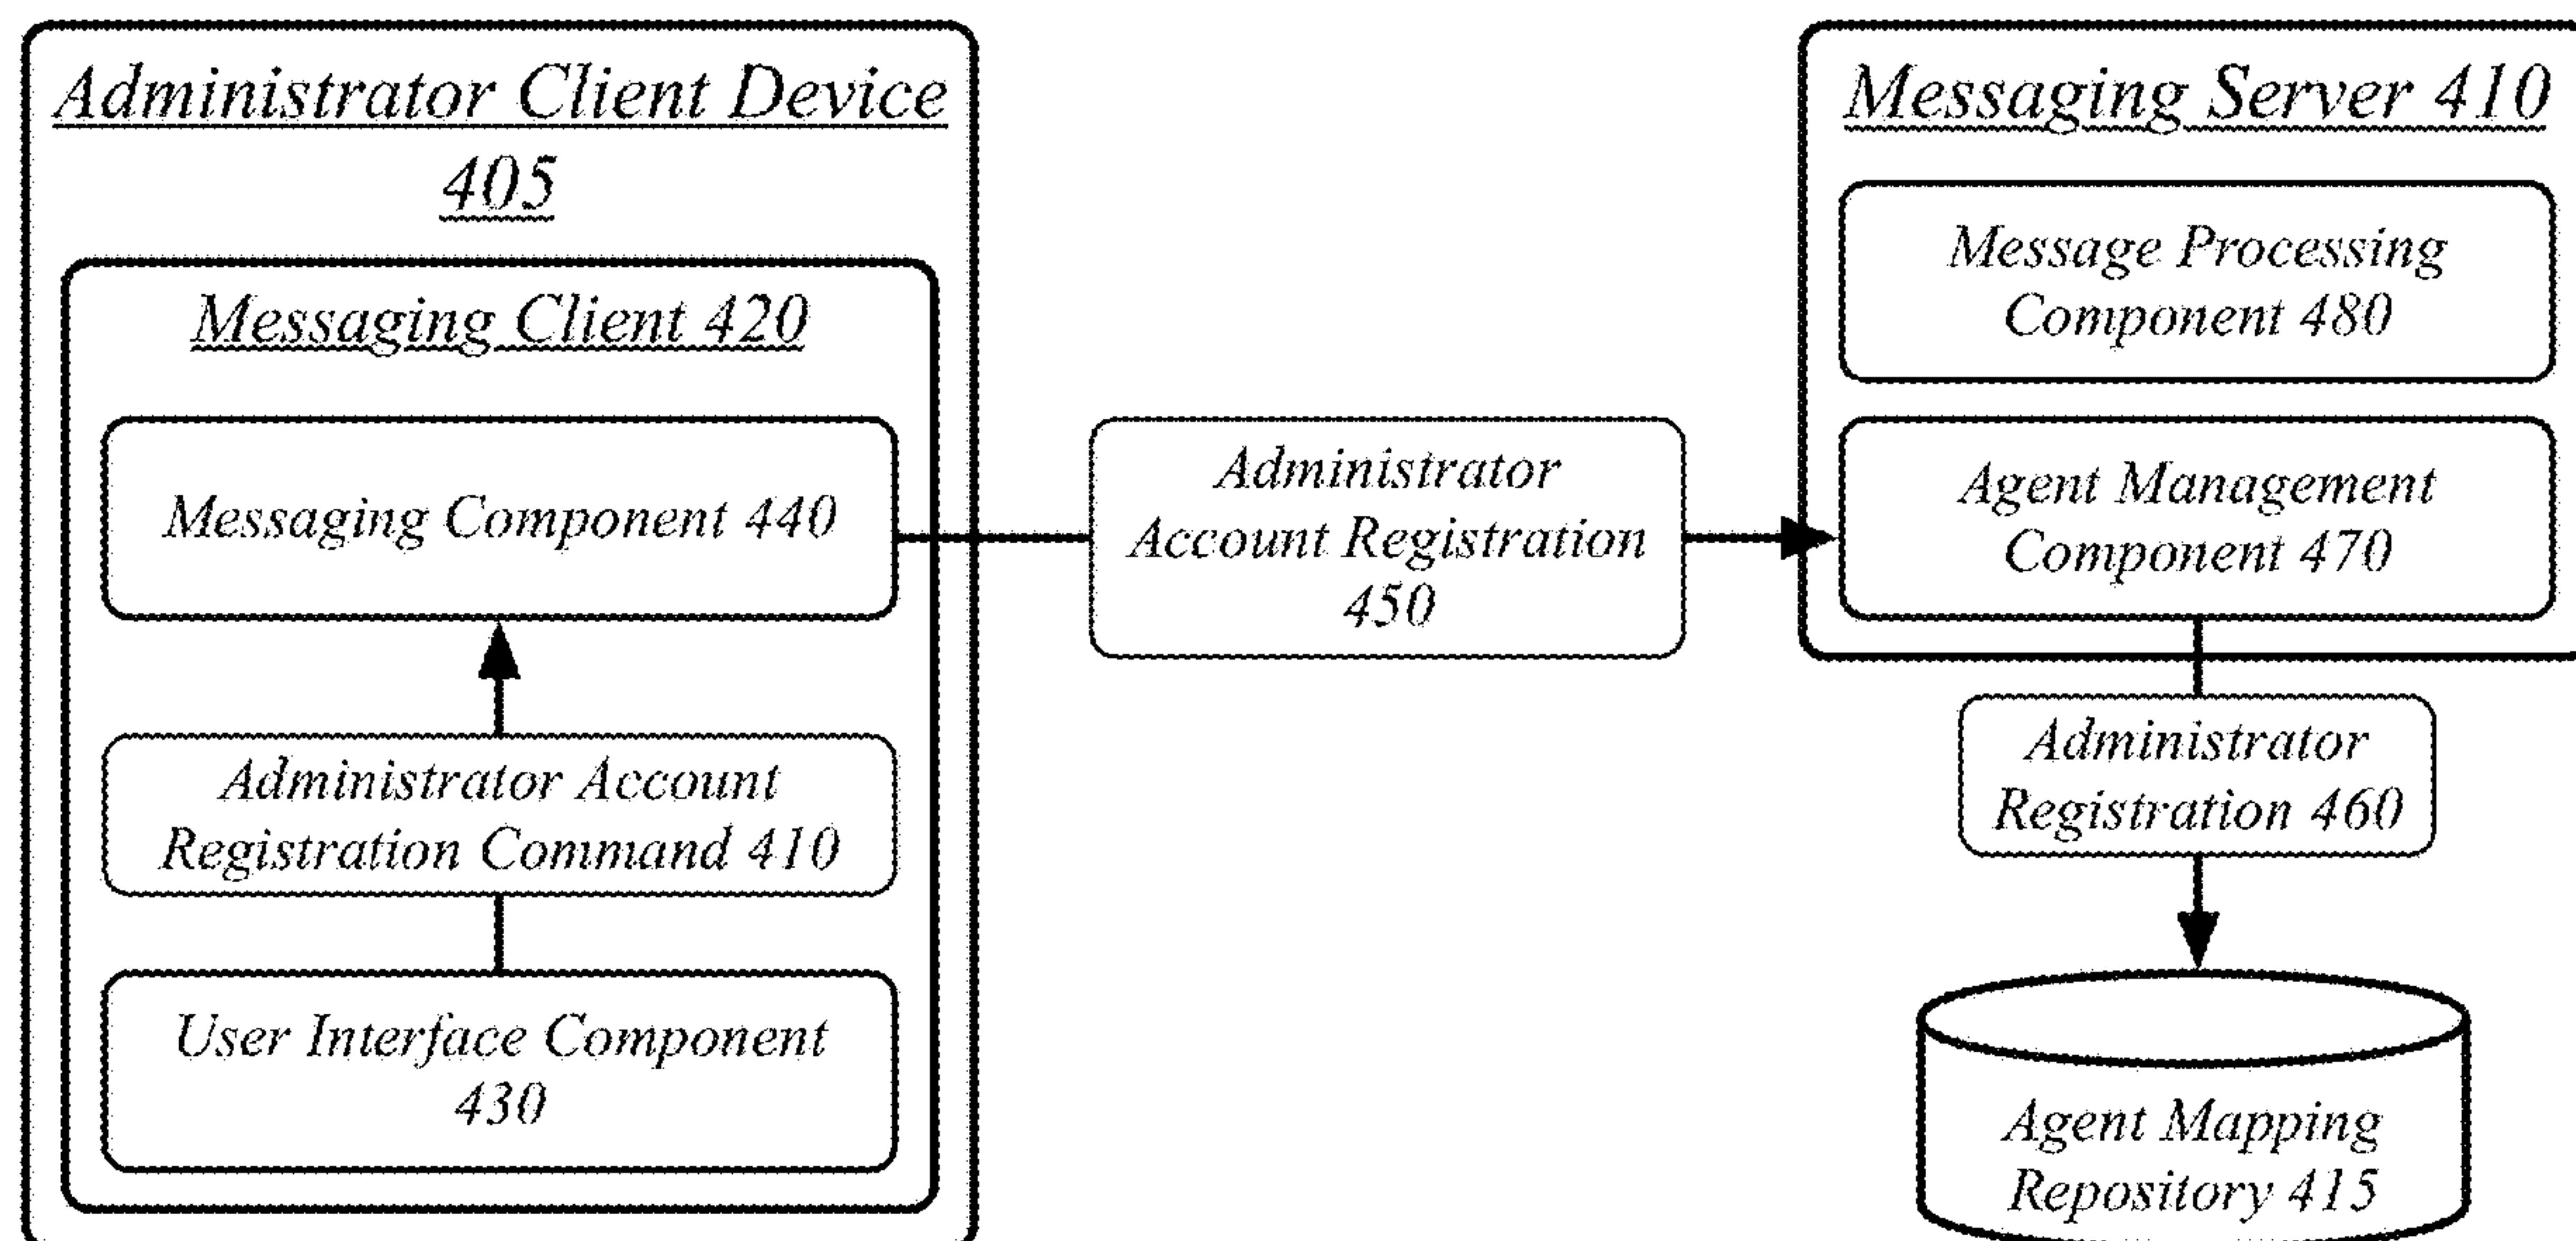 Administrator Client Device
405
Messaging Client 420
Messaging Component 440
Administrator Account
Registration Command 410
User Interface Component
430
Administrator
Account Registration
450
Messaging Server 410
Message Processing
Component 480
Agent Management
Component 470
Administrator
Registration 460
Agent Mapping
Repository 415